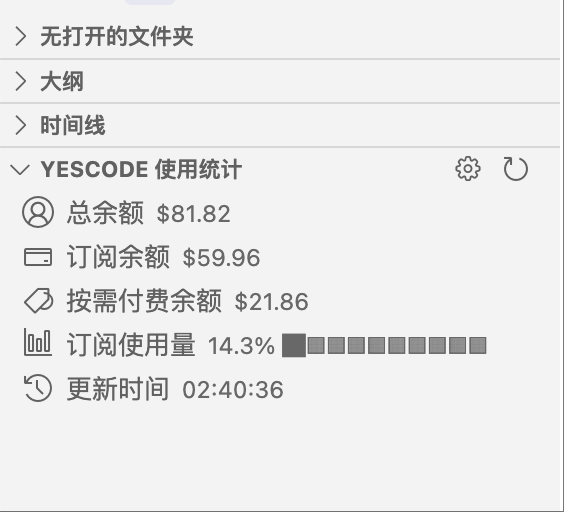 无打开的文件夹
大纲
时间线
YESCODE 使用统计
总余额 $81.82
订阅余额 $59.96
按需付费余额 $21.86
订阅使用量 14.3%
更新时间 02:40:36